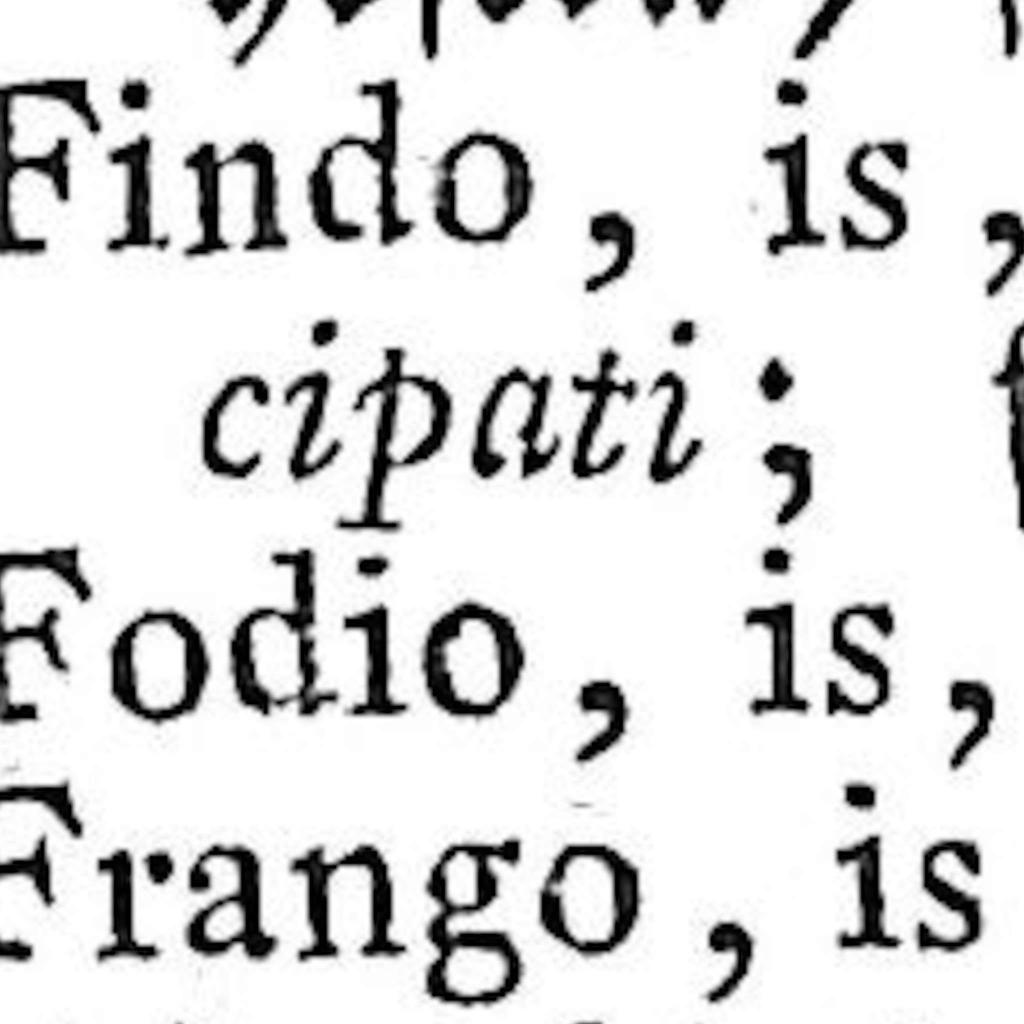 Findo, is,
cipati;
Fodio, is,
Frango, is